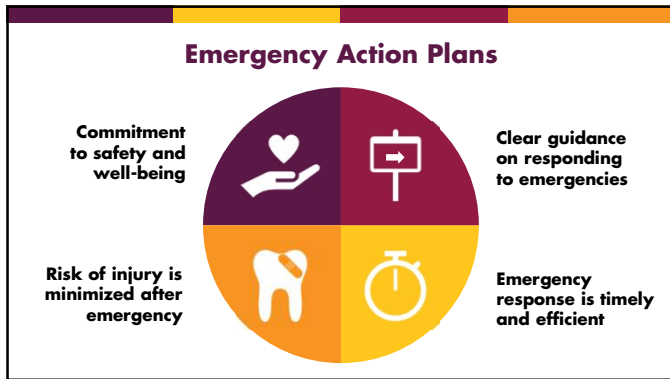 Emergency Action Plans
Commitment
to safety and
well-being
Clear guidance
on responding
to emergencies
Risk of injury is
minimized after
emergency
Emergency
response is timely
and efficient